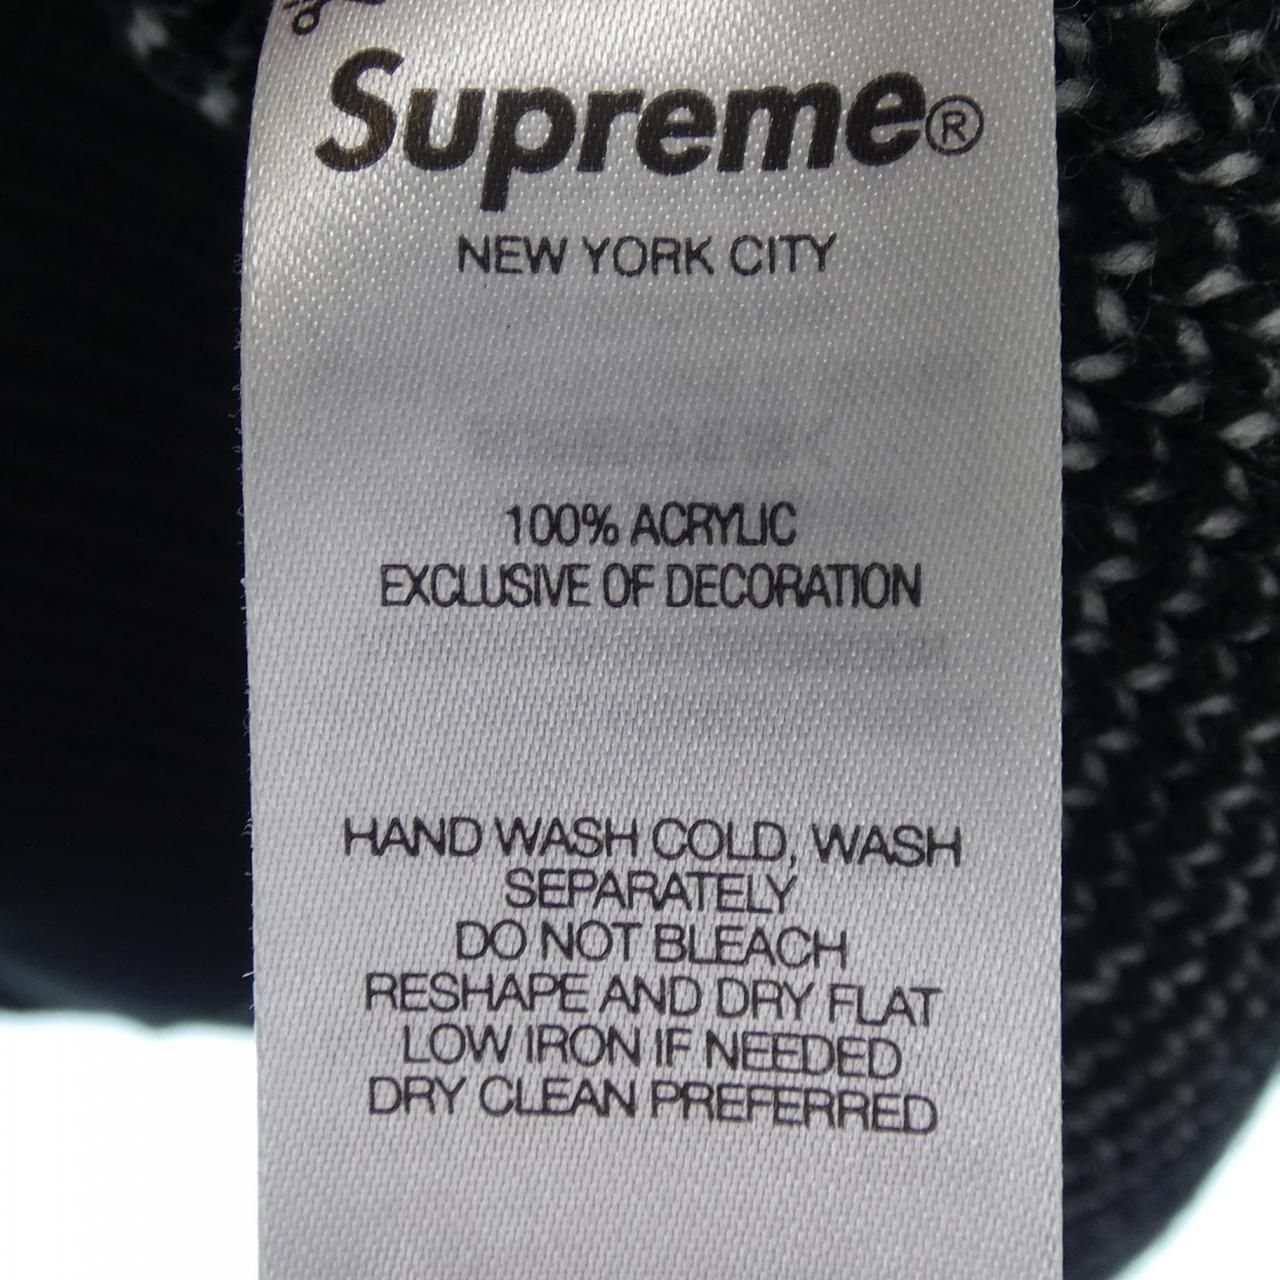 Supreme®
NEW YORK CITY
100% ACRYLIC
EXCLUSIVE OF DECORATION
HAND WASH COLD, WASH
SEPARATELY
DO NOT BLEACH
RESHAPE AND DRY FLAT
LOW IRON IF NEEDED
DRY CLEAN PREFERRED